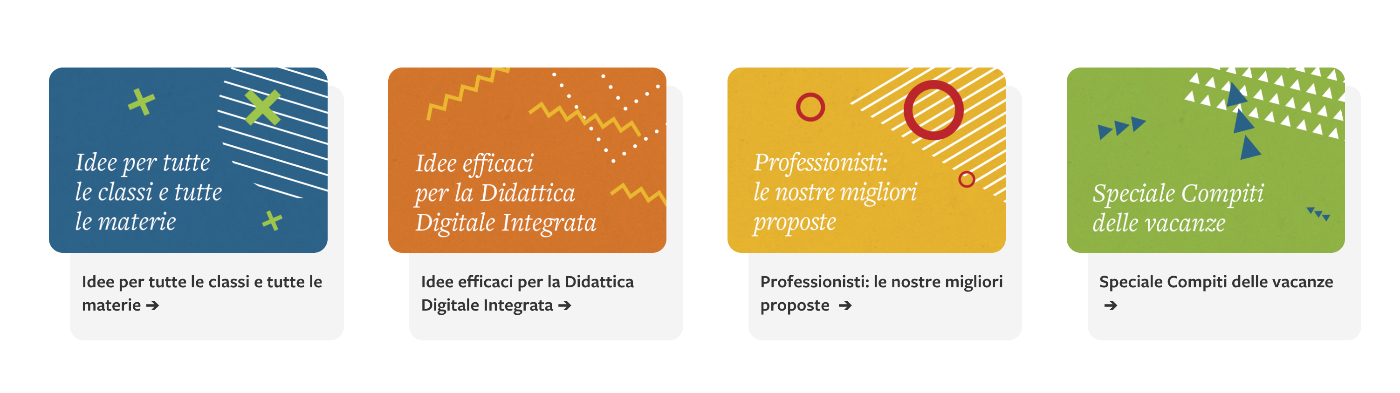 Idee per tutte
le classi e tutte
le materie
Idee per tutte le classi e tutte le
materie ➔
Idee efficaci
per la Didattica
Digitale Integrata
Idee efficaci per la Didattica
Digitale Integrata ➔
Professionisti:
le nostre migliori
proposte
Professionisti: le nostre migliori
proposte ➔
Speciale Compiti
delle vacanze
Speciale Compiti delle vacanze
➔